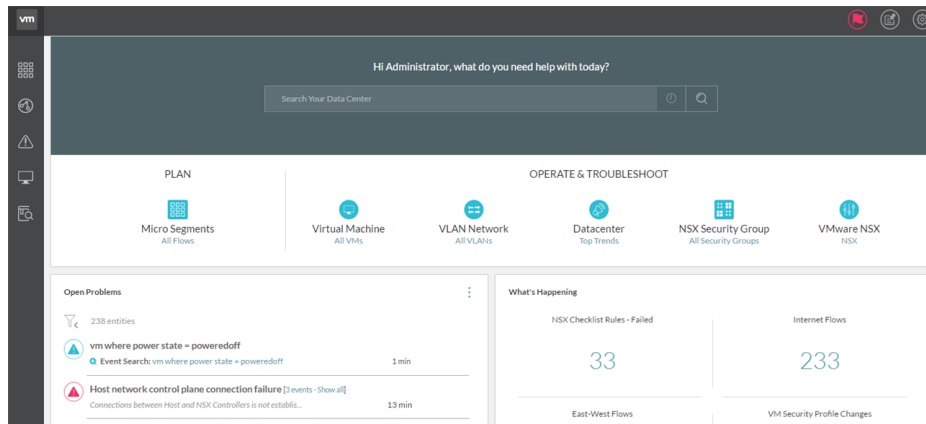 vm
Hi Administrator, what do you need help with today?
Search Your Data Center
PLAN
OPERATE & TROUBLESHOOT
Micro Segments
All Flows
Virtual Machine
All VMs
VLAN Network
All VLANs
Datacenter
Top Trends
NSX Security Group
All Security Groups
VMware NSX
NSX
Open Problems
238 entities
vm where power state = poweredoff
Event Search: vm where power state = poweredoff
1 min
Host network control plane connection failure [3 events - Show all]
Connections between Host and NSX Controllers is not establis...
13 min
What's Happening
NSX Checklist Rules - Failed
Internet Flows
33
233
East-West Flows
VM Security Profile Changes